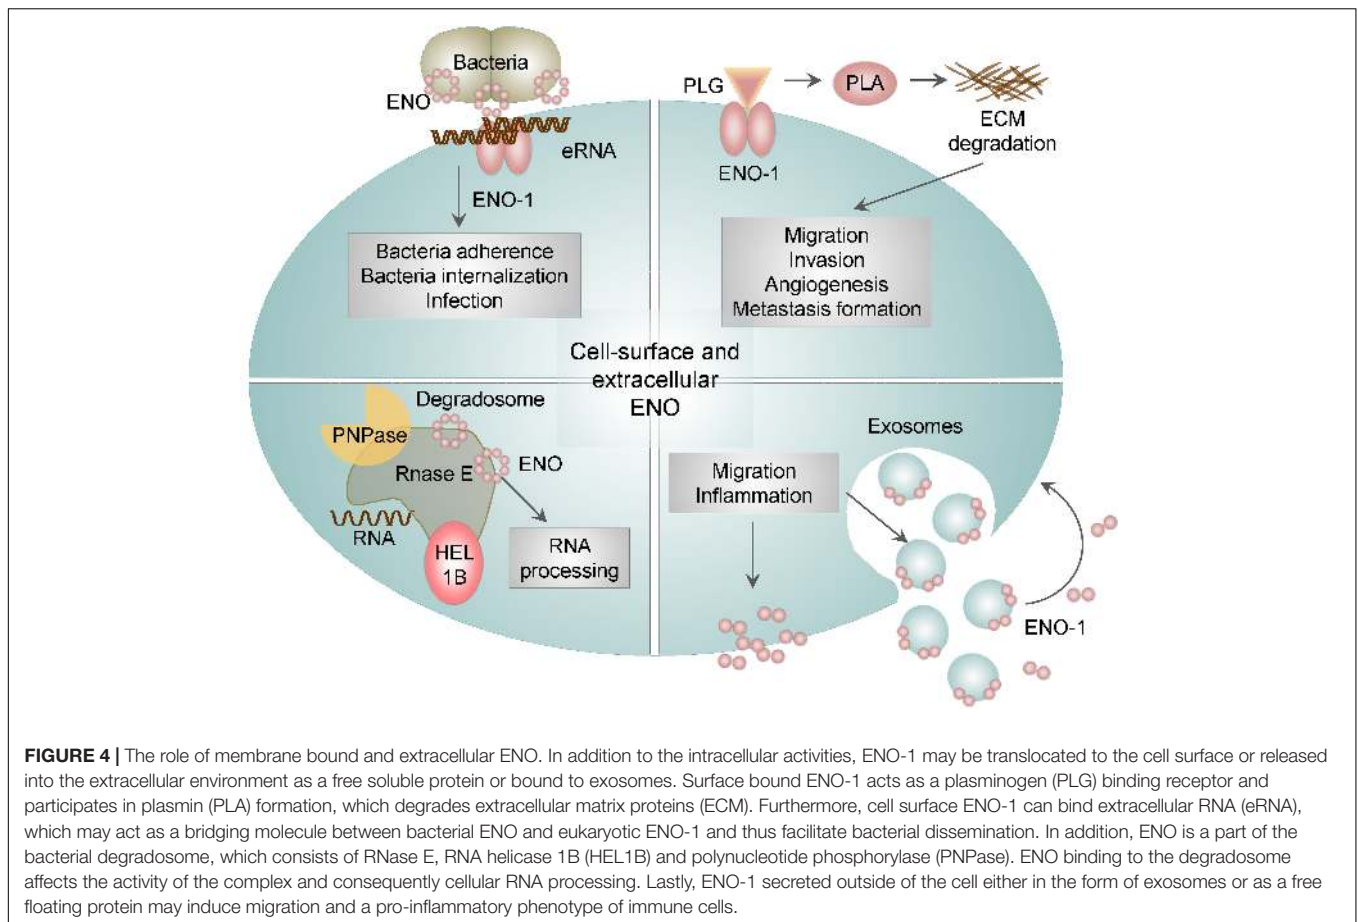 Bacteria
ENO
eRNA
ENO-1
Bacteria adherence
Bacteria internalization
Infection
PLG
PLA
ECM
degradation
ENO-1
Migration
Invasion
Angiogenesis
Metastasis formation
Cell-surface and
extracellular
ENO
Degradosome
PNPase
Rnase E
ENO
RNA
HEL
1B
RNA
processing
Exosomes
Migration
Inflammation
ENO-1
FIGURE 4 | The role of membrane bound and extracellular ENO. In addition to the intracellular activities, ENO-1 may be translocated to the cell surface or released
into the extracellular environment as a free soluble protein or bound to exosomes. Surface bound ENO-1 acts as a plasminogen (PLG) binding receptor and
participates in plasmin (PLA) formation, which degrades extracellular matrix proteins (ECM). Furthermore, cell surface ENO-1 can bind extracellular RNA (eRNA),
which may act as a bridging molecule between bacterial ENO and eukaryotic ENO-1 and thus facilitate bacterial dissemination. In addition, ENO is a part of the
bacterial degradosome, which consists of RNase E, RNA helicase 1B (HEL1B) and polynucleotide phosphorylase (PNPase). ENO binding to the degradosome
affects the activity of the complex and consequently cellular RNA processing. Lastly, ENO-1 secreted outside of the cell either in the form of exosomes or as a free
floating protein may induce migration and a pro-inflammatory phenotype of immune cells.